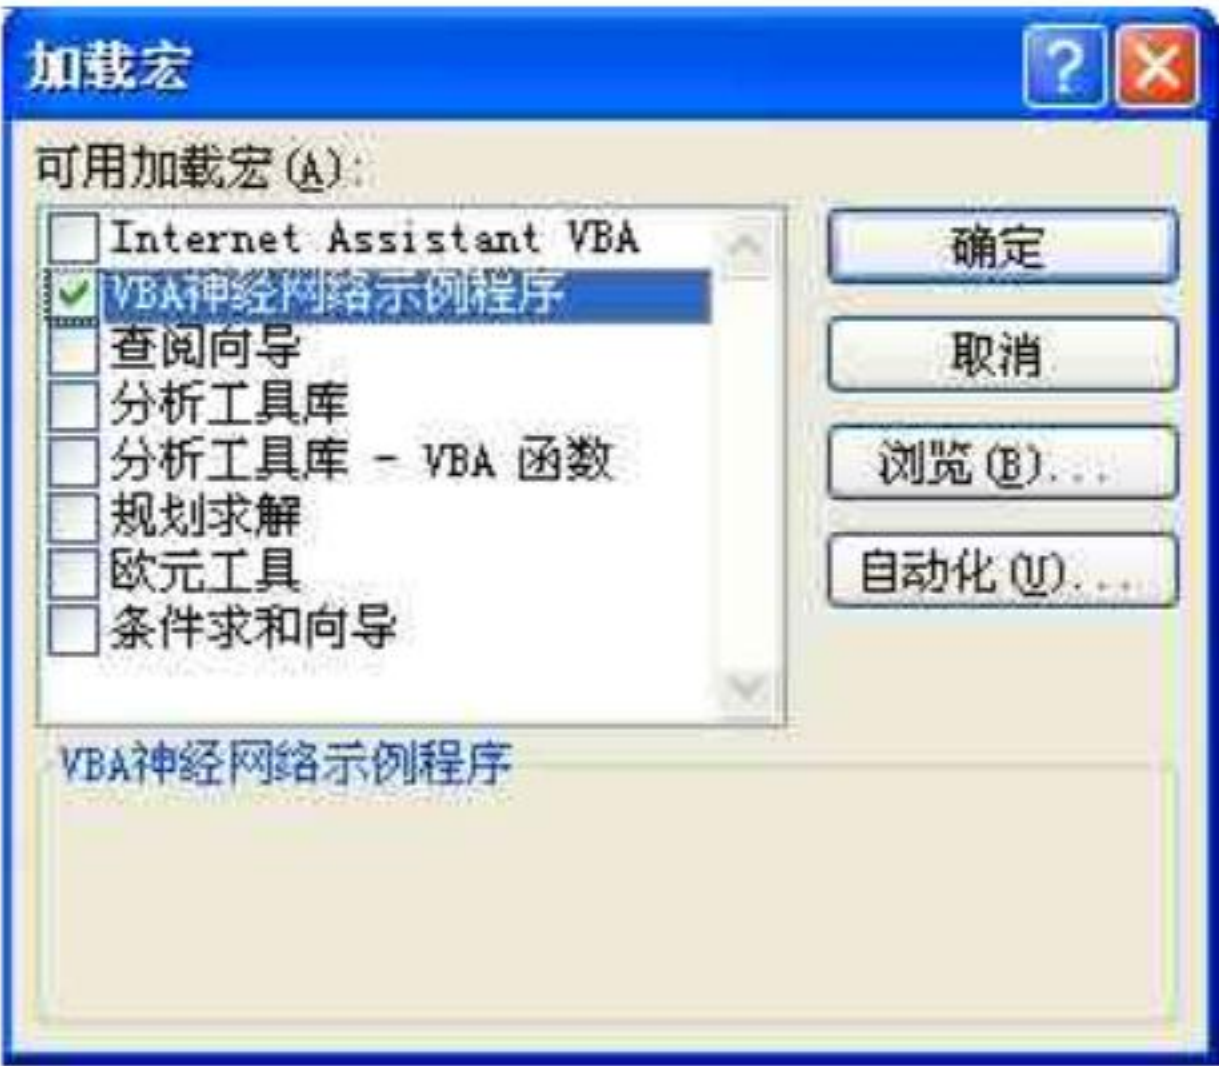 加载宏
可用加载宏(A):
Internet Assistant VBA
VBA神经网络示例程序
查阅向导
分析工具库
分析工具库 - VBA 函数
规划求解
欧元工具
条件求和向导
确定
取消
浏览(B)...
自动化(U)...
VBA神经网络示例程序